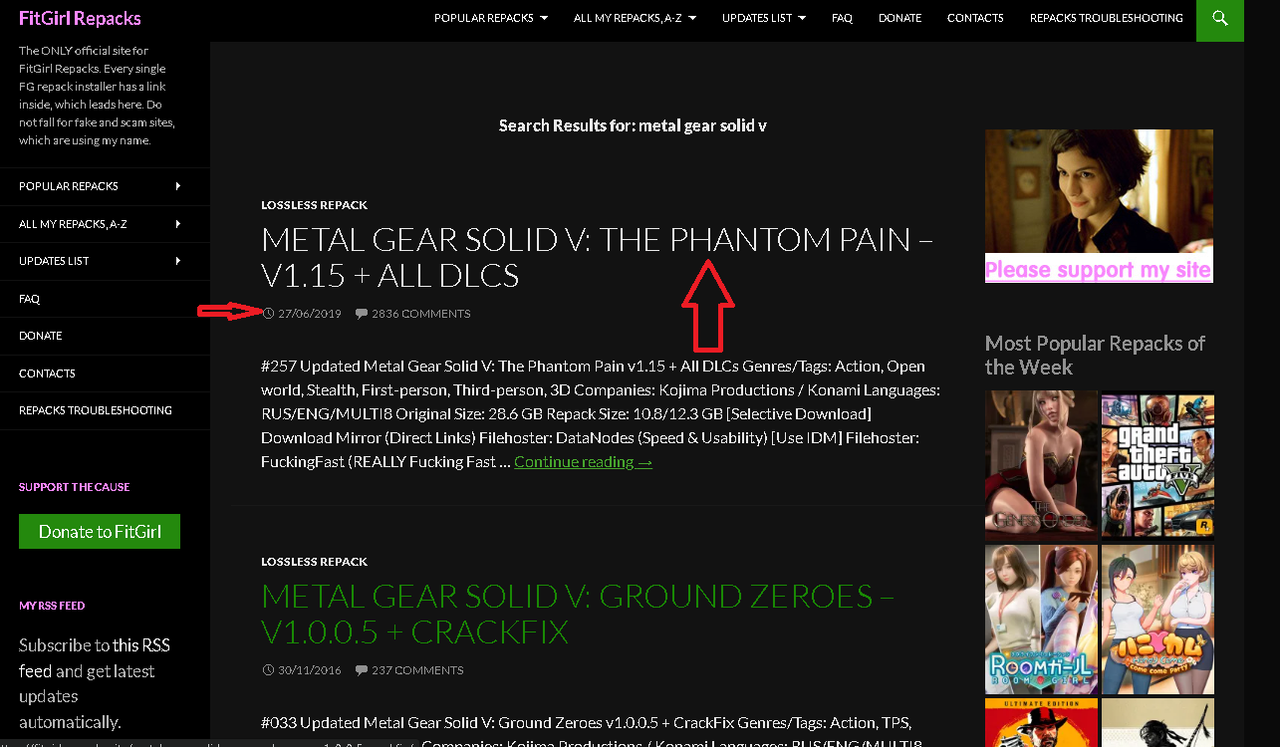 FitGirl Repacks
POPULAR REPACKS
ALL MY REPACKS, A-Z
UPDATES LIST
FAQ
DONATE
CONTACTS
REPACKS TROUBLESHOOTING
The ONLY official site for
FitGirl Repacks. Every single
FG repack installer has a link
inside, which leads here. Do
not fall for fake and scam sites,
which are using my name.
POPULAR REPACKS
ALL MY REPACKS, A-Z
UPDATES LIST
FAQ
DONATE
CONTACTS
REPACKS TROUBLESHOOTING
SUPPORT THE CAUSE
Donate to FitGirl
MY RSS FEED
Subscribe to this RSS
feed and get latest
updates
automatically.
Search Results for: metal gear solid v
LOSSLESS REPACK
METAL GEAR SOLID V: THE PHANTOM PAIN –
V1.15 + ALL DLCS
27/06/2019 2836 COMMENTS
#257 Updated Metal Gear Solid V: The Phantom Pain v1.15 + All DLCs Genres/Tags: Action, Open
world, Stealth, First-person, Third-person, 3D Companies: Kojima Productions / Konami Languages:
RUS/ENG/MULTI8 Original Size: 28.6 GB Repack Size: 10.8/12.3 GB [Selective Download]
Download Mirror (Direct Links) Filehoster: DataNodes (Speed & Usability) [Use IDM] Filehoster:
FuckingFast (REALLY Fucking Fast … Continue reading →
LOSSLESS REPACK
METAL GEAR SOLID V: GROUND ZEROES –
V1.0.0.5 + CRACKFIX
30/11/2016 237 COMMENTS
#033 Updated Metal Gear Solid V: Ground Zeroes v1.0.0.5 + CrackFix Genres/Tags: Action, TPS,
Companies: Kojima Productions / Konami Languages: RUS/ENG/MULTI8
Please support my site
Most Popular Repacks of
the Week
THE
grand
theft
auto
V
R
ROOMガール
ROOM GIRL
ハニカム
come come party
ULTIMATE EDITION